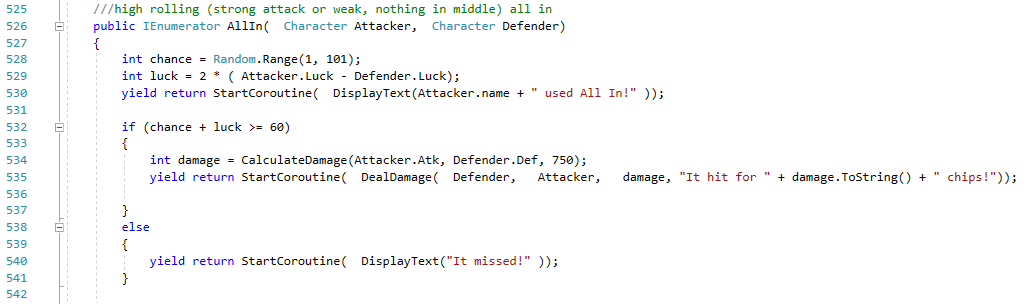 525 ///high rolling (strong attack or weak, nothing in middle) all in
526 public IEnumerator AllIn(  Character Attacker,  Character Defender)
527 {
528 int chance = Random.Range(1, 101);
529 int luck = 2 * ( Attacker.Luck - Defender.Luck);
530 yield return StartCoroutine(  DisplayText(Attacker.name + " used All In!" ));
531
532 if (chance + luck >= 60)
533 {
534 int damage = CalculateDamage(Attacker.Atk, Defender.Def, 750);
535 yield return StartCoroutine(  DealDamage(  Defender,   Attacker,   damage, "It hit for " + damage.ToString() + " chips!"));
536
537 }
538 else
539 {
540 yield return StartCoroutine(  DisplayText("It missed!" ));
541 }
542